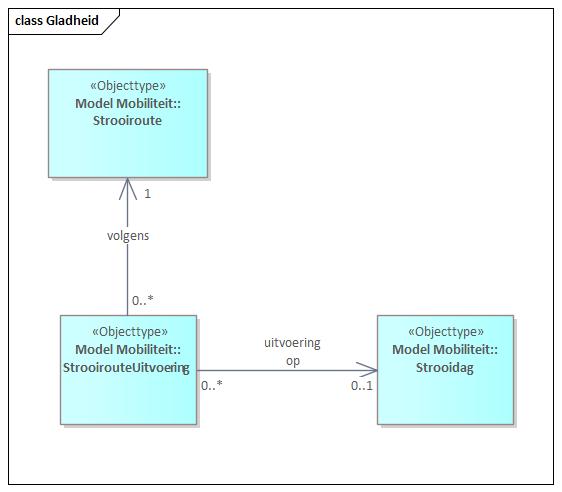 class Gladheid
«Objecttype»
Model Mobiliteit::
Strooiroute
1
volgens
0..*
«Objecttype»
Model Mobiliteit::
StrooirouteUitvoering
uitvoering
op
0..*
0..1
«Objecttype»
Model Mobiliteit::
Strooidag